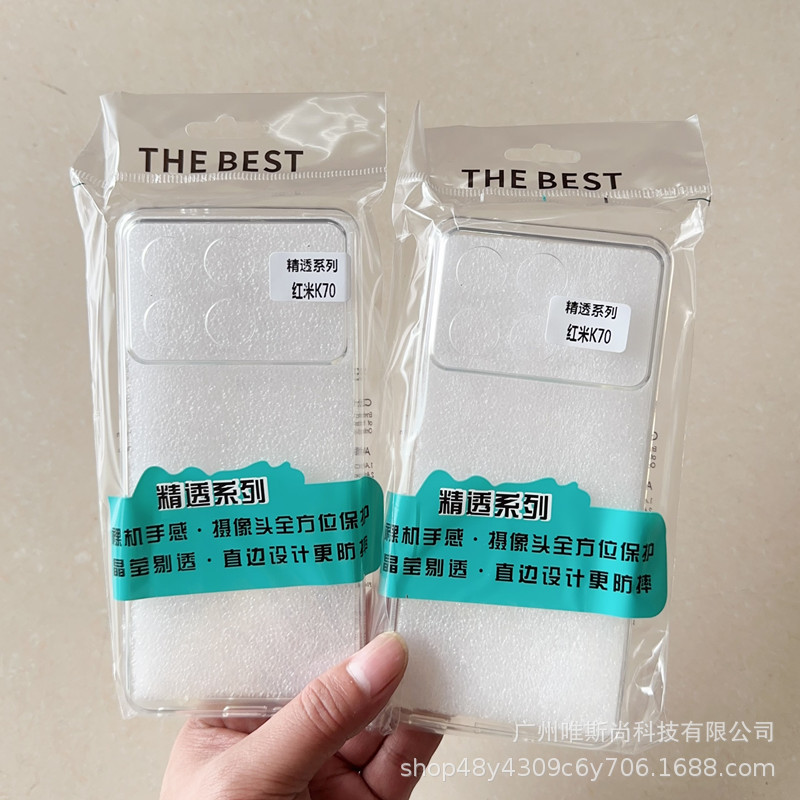 THE BEST
精透系列
红米K70
精透系列
裸机手感·摄像头全方位保护
晶莹剔透·直边设计更防摔
THE BEST
精透系列
红米K70
精透系列
裸机手感·摄像头全方位保护
晶莹剔透·直边设计更防摔
广州唯斯尚科技有限公司
shop48y4309c6y706.1688.com